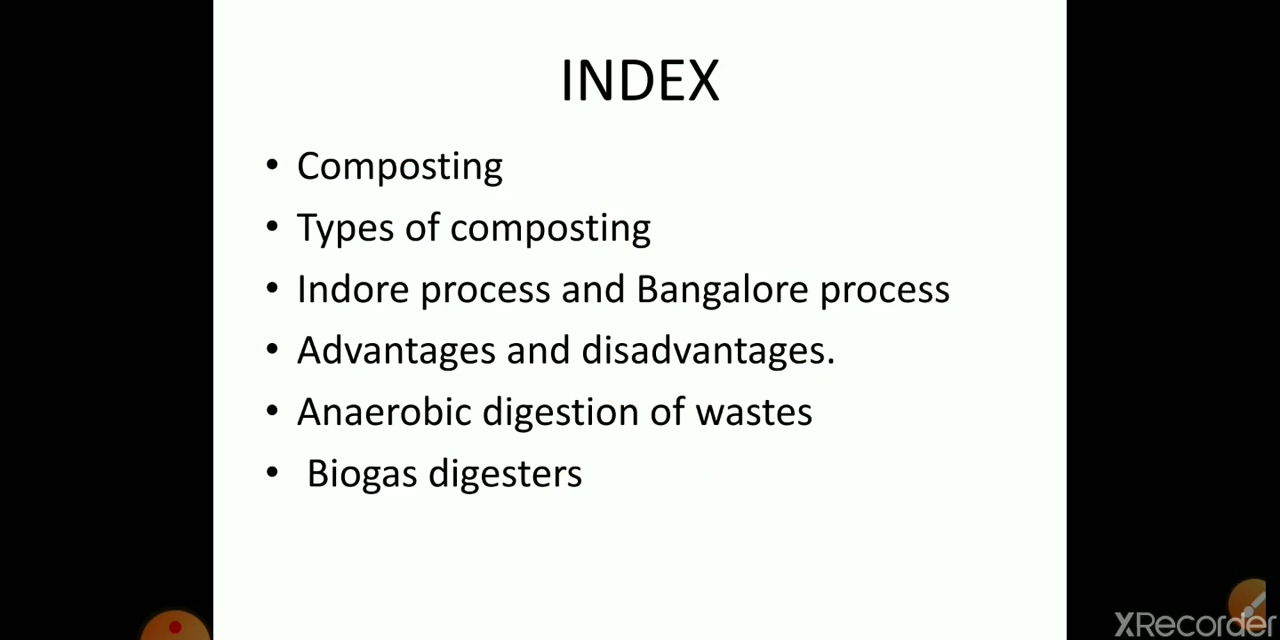 INDEX
• Composting
• Types of composting
• Indore process and Bangalore process
• Advantages and disadvantages.
• Anaerobic digestion of wastes
• Biogas digesters
XRecorder